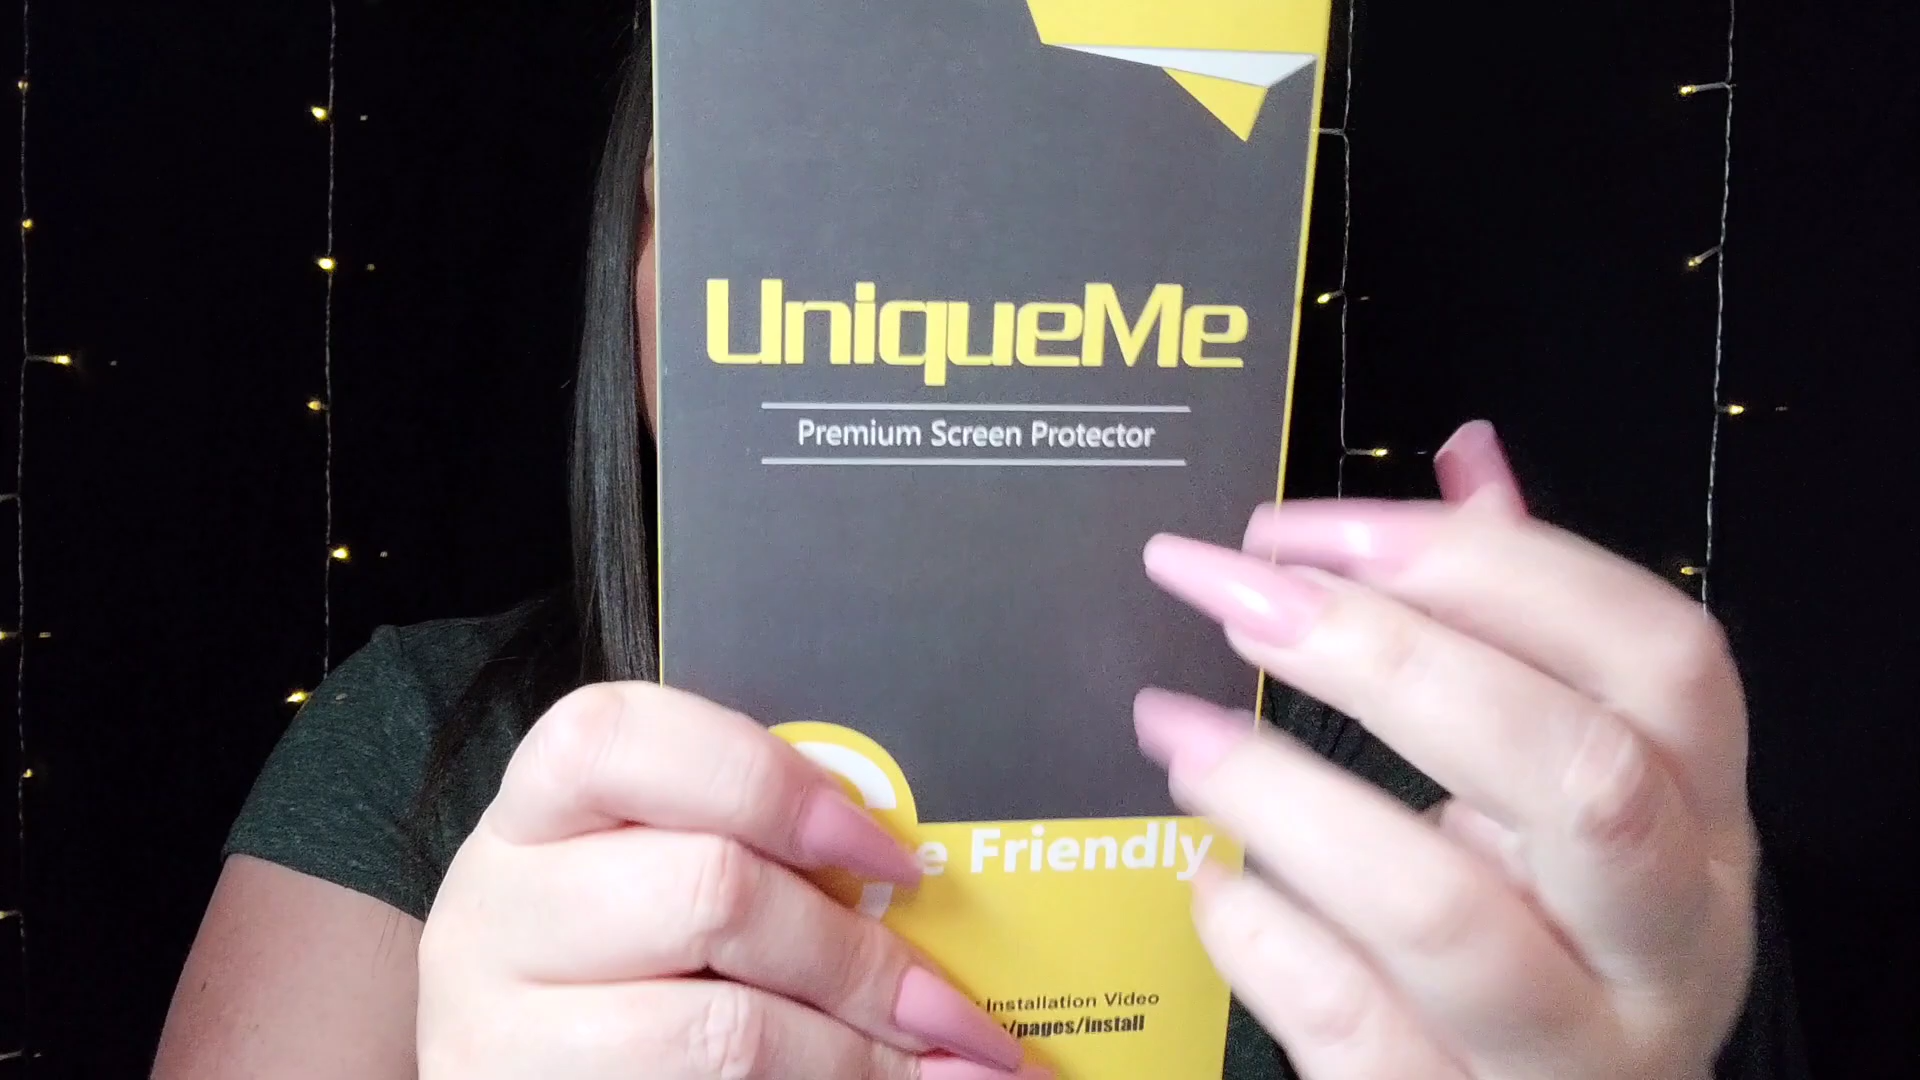 UniqueMe
Premium Screen Protector
Friendly
Installation Video
/pages/install